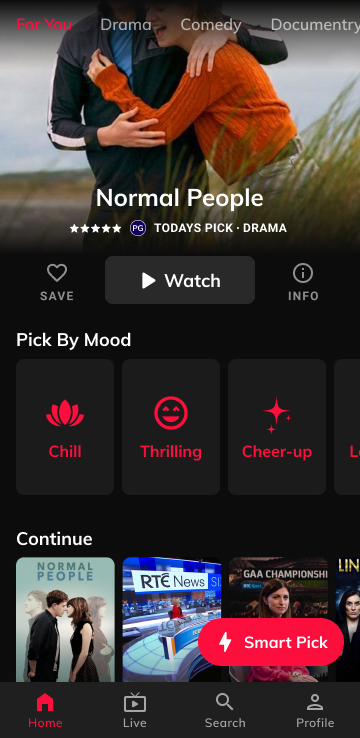 For You Drama Comedy Documentry
Normal People
PG TODAYS PICK · DRAMA
SAVE
Watch
INFO
Pick By Mood
Chill
Thrilling
Cheer-up
Continue
NORMAL
PEOPLE
RTÉ News
GAA CHAMPIONSHI
LIN
Smart Pick
Home
Live
Search
Profile